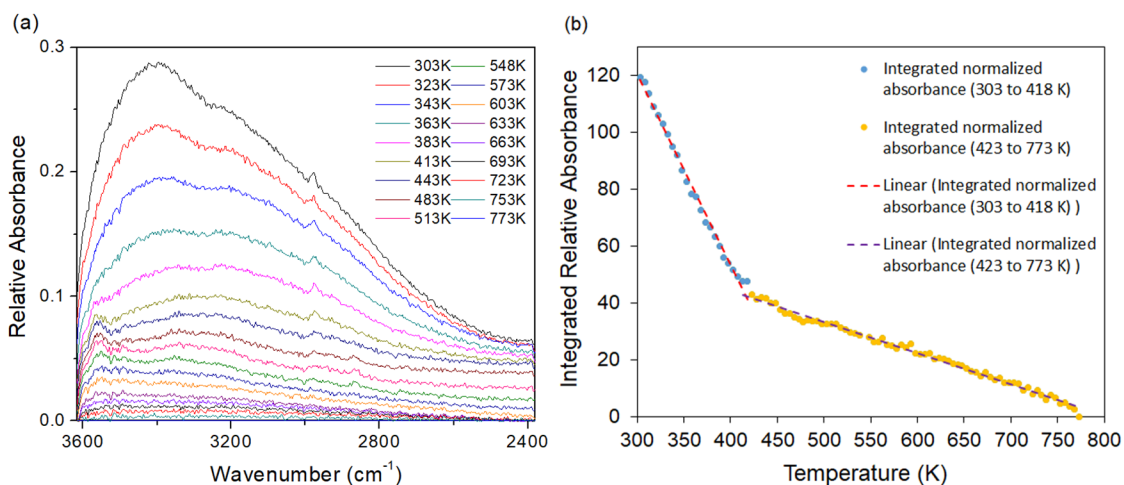 (a)
0.3
0.2
0.1
0.0
Relative Absorbance
303K 548K
323K 573K
343K 603K
363K 633K
383K 663K
413K 693K
443K 723K
483K 753K
513K 773K
3600 3200 2800 2400
Wavenumber (cm⁻¹)
(b)
120
100
80
60
40
20
0
Integrated Relative Absorbance
Integrated normalized
absorbance (303 to 418 K)
Integrated normalized
absorbance (423 to 773 K)
Linear (Integrated normalized
absorbance (303 to 418 K) )
Linear (Integrated normalized
absorbance (423 to 773 K) )
300 350 400 450 500 550 600 650 700 750 800
Temperature (K)